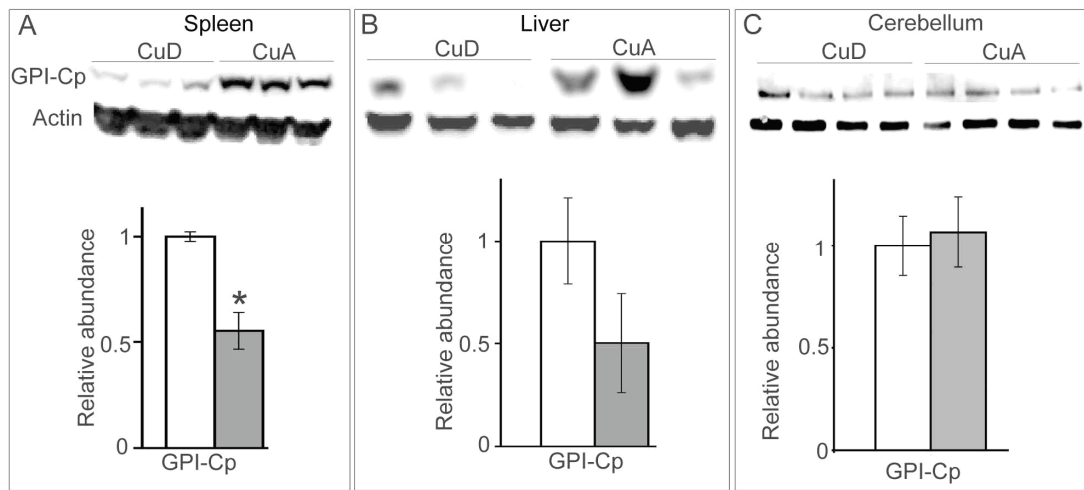 A
Spleen
CuD
CuA
GPI-Cp
Actin
Relative abundance
1
0.5
0
*
GPI-Cp
B
Liver
CuD
CuA
Relative abundance
1
0.5
0
GPI-Cp
C
Cerebellum
CuD
CuA
Relative abundance
1
0.5
0
GPI-Cp